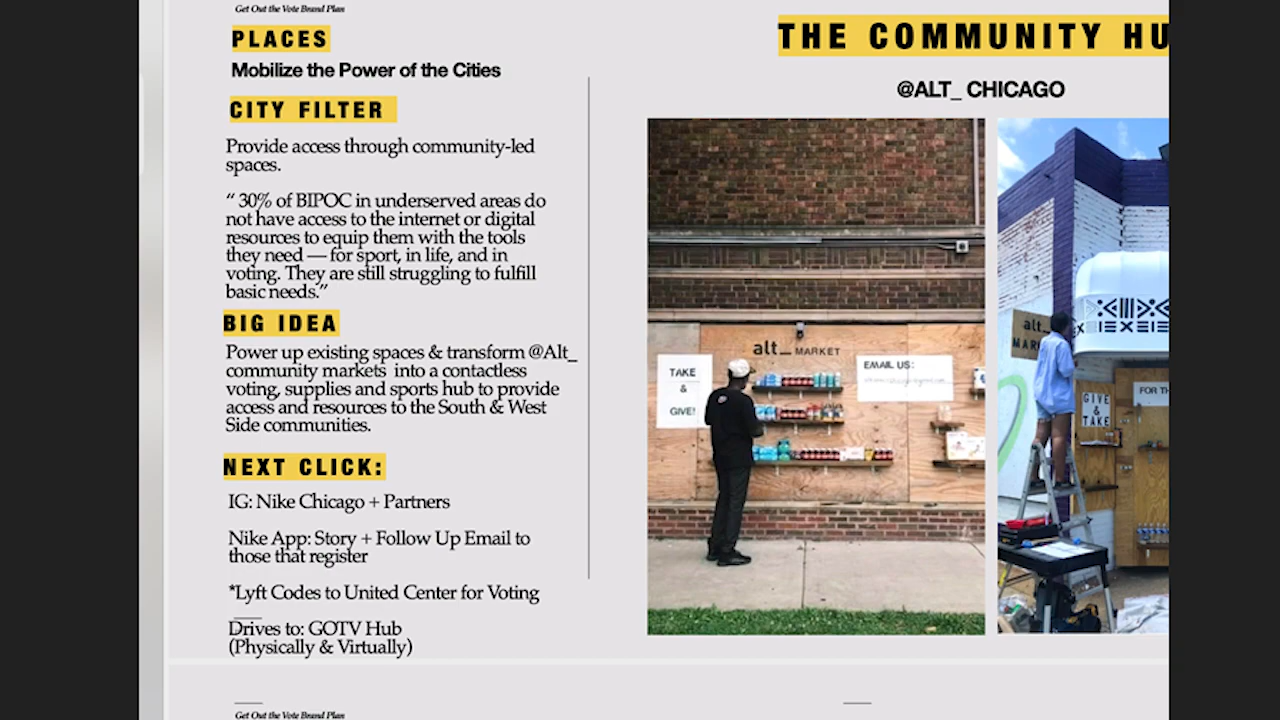 Get Out the Vote Brand Plan
PLACES
Mobilize the Power of the Cities
CITY FILTER
Provide access through community-led
spaces.
“ 30% of BIPOC in underserved areas do
not have access to the internet or digital
resources to equip them with the tools
they need — for sport, in life, and in
voting. They are still struggling to fulfill
basic needs.”
BIG IDEA
Power up existing spaces & transform @Alt_
community markets into a contactless
voting, supplies and sports hub to provide
access and resources to the South & West
Side communities.
NEXT CLICK:
IG: Nike Chicago + Partners
Nike App: Story + Follow Up Email to
those that register
*Lyft Codes to United Center for Voting
Drives to: GOTV Hub
(Physically & Virtually)
THE COMMUNITY HU
@ALT_ CHICAGO
alt_ MARKET
TAKE
&
GIVE!
EMAIL US:
alt_
MAR
GIVE
&
TAKE
FOR TH
Get Out the Vote Brand Plan